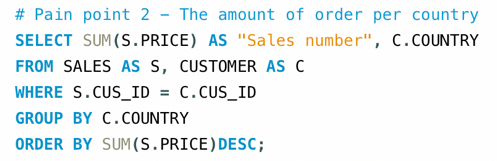 # Pain point 2 – The amount of order per country
SELECT SUM(S.PRICE) AS "Sales number", C.COUNTRY
FROM SALES AS S, CUSTOMER AS C
WHERE S.CUS_ID = C.CUS_ID
GROUP BY C.COUNTRY
ORDER BY SUM(S.PRICE)DESC;